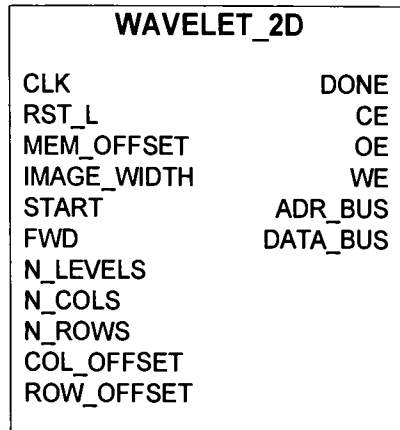 WAVELET_2D
CLK DONE
RST_L CE
MEM_OFFSET OE
IMAGE_WIDTH WE
START ADR_BUS
FWD DATA_BUS
N_LEVELS
N_COLS
N_ROWS
COL_OFFSET
ROW_OFFSET